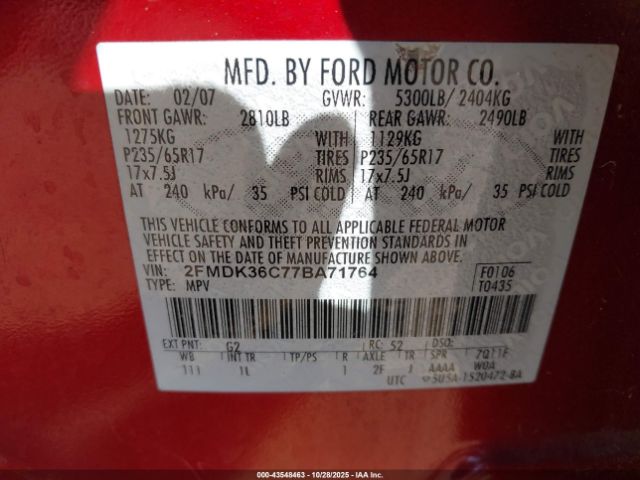 MFD. BY FORD MOTOR CO.
DATE: 02/07 GVWR: 5300LB/ 2404KG
FRONT GAWR: 2810LB REAR GAWR: 2490LB
1275KG WITH 1129KG WITH
P235/65R17 TIRES P235/65R17 TIRES
17x7.5J RIMS 17x7.5J RIMS
AT 240 kPa/ 35 PSI COLD AT 240 kPa/ 35 PSI COLD
THIS VEHICLE CONFORMS TO ALL APPLICABLE FEDERAL MOTOR
VEHICLE SAFETY AND THEFT PREVENTION STANDARDS IN
EFFECT ON THE DATE OF MANUFACTURE SHOWN ABOVE.
VIN: 2FMDK36C77BA71764 F0106
TYPE: MPV T0435
EXT PNT: G2 RC: 52 DSO:
WB INT TR TP/PS R AXLE TR SPR 7Q11F
111 1L 1 2F J AAAA W0A
UTC 5U5A-1520472-BA
000-43548463 | 10/28/2025 | IAA Inc.